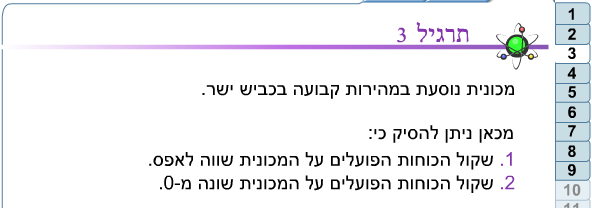 תרגיל 3
מכונית נוסעת במהירות קבועה בכביש ישר.
מכאן ניתן להסיק כי:
1. שקול הכוחות הפועלים על המכונית שווה לאפס.
2. שקול הכוחות הפועלים על המכונית שונה מ-0.
1
2
3
4
5
6
7
8
9
10
11